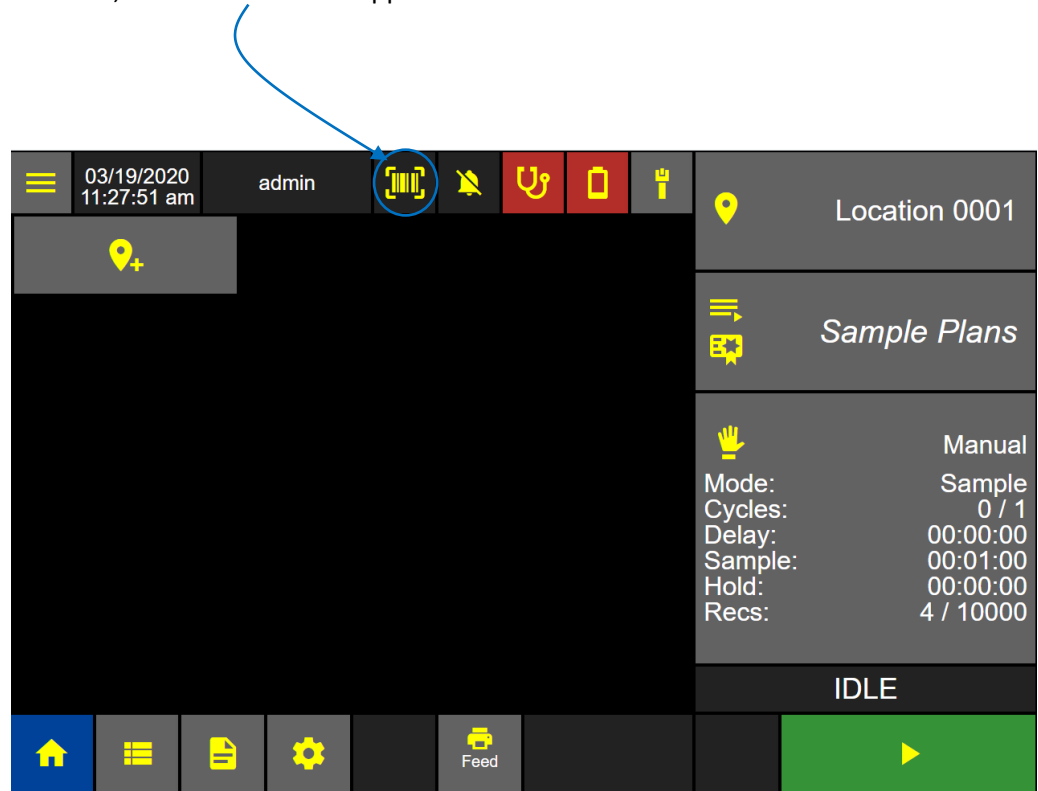 03/19/2020
11:27:51 am
admin
Location 0001
Sample Plans
Manual
Mode: Sample
Cycles: 0 / 1
Delay: 00:00:00
Sample: 00:01:00
Hold: 00:00:00
Recs: 4 / 10000
IDLE
Feed